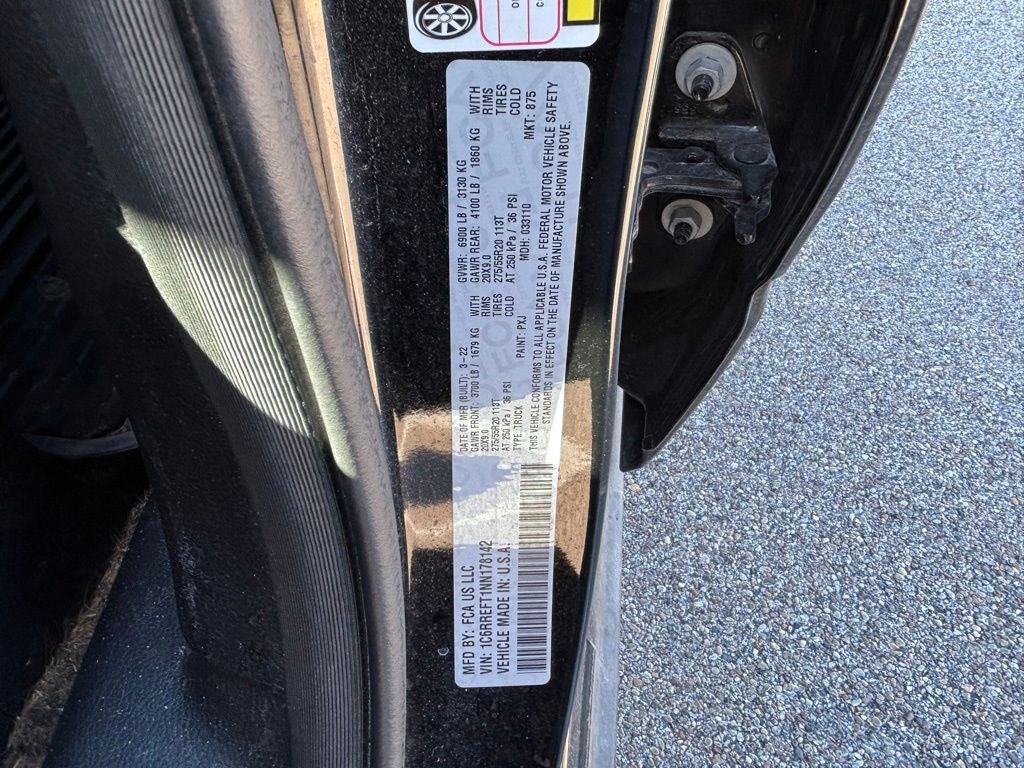 MFD BY: FCA US LLC
DATE OF MFR (BUILT): 3-22
GVWR: 6900 LB / 3130 KG
GAWR FRONT: 3700 LB / 1679 KG WITH
GAWR REAR: 4100 LB / 1860 KG WITH
20X9.0 RIMS
20X9.0 RIMS
275/55R20 113T TIRES
275/55R20 113T TIRES
AT 250 kPa / 36 PSI COLD
AT 250 kPa / 36 PSI COLD
VIN: 1C6RREFT1NN178142
TYPE: TRUCK
PAINT: PXJ
MDH: 033110
MKT: 875
VEHICLE MADE IN: U.S.A.
THIS VEHICLE CONFORMS TO ALL APPLICABLE U.S.A. FEDERAL MOTOR VEHICLE SAFETY
STANDARDS IN EFFECT ON THE DATE OF MANUFACTURE SHOWN ABOVE.